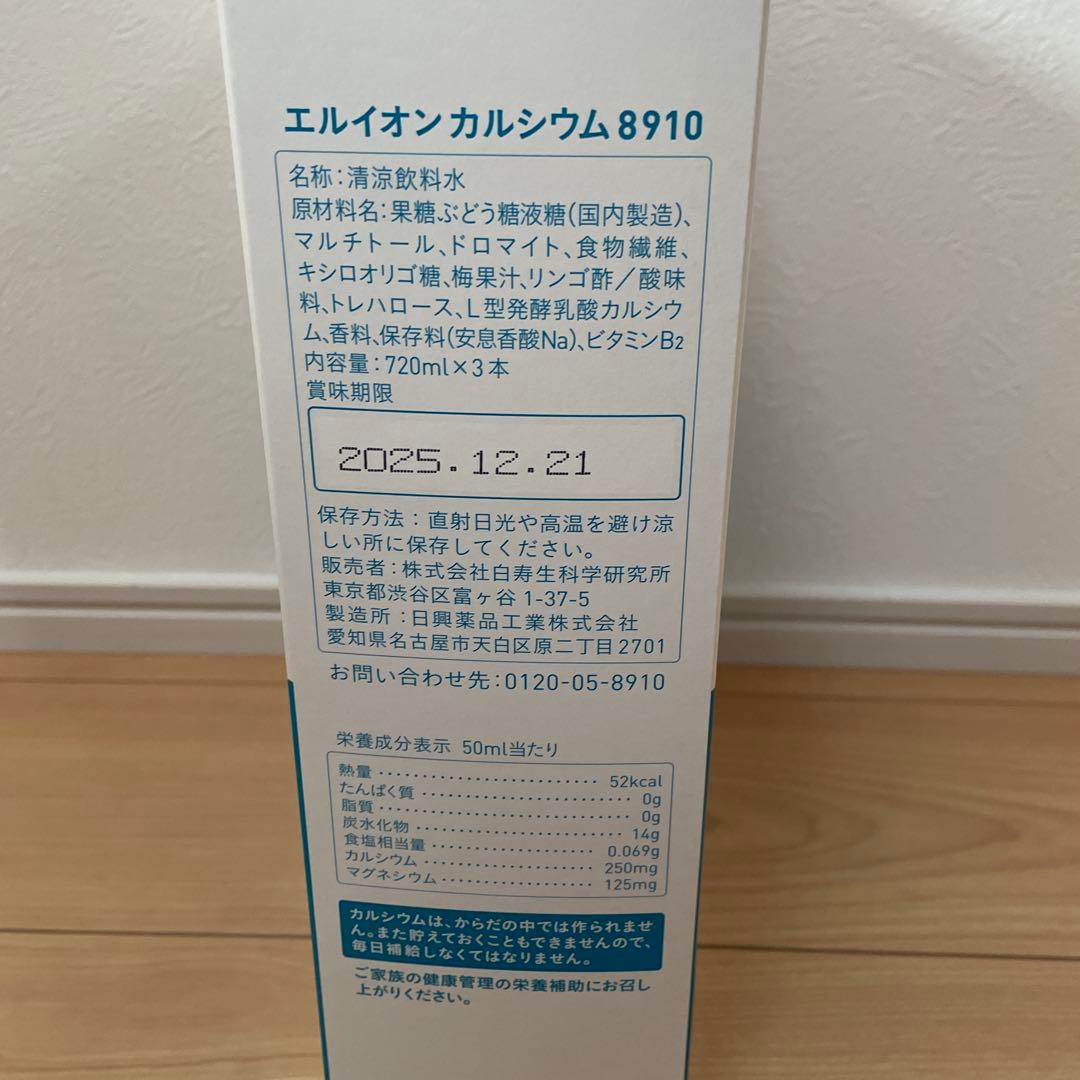 エルイオン カルシウム8910
名称：清涼飲料水
原材料名：果糖ぶどう糖液糖(国内製造)、
マルチトール、ドロマイト、食物繊維、
キシロオリゴ糖、梅果汁、リンゴ酢／酸味
料、トレハロース、L型発酵乳酸カルシウ
ム、香料、保存料(安息香酸Na)、ビタミンB2
内容量：720ml×3本
賞味期限
2025.12.21
保存方法：直射日光や高温を避け涼
しい所に保存してください。
販売者：株式会社白寿生科学研究所
東京都渋谷区富ヶ谷1-37-5
製造所：日興薬品工業株式会社
愛知県名古屋市天白区原二丁目2701
お問い合わせ先：0120-05-8910
栄養成分表示 50ml当たり
熱量 52kcal
たんぱく質 0g
脂質 0g
炭水化物 14g
食塩相当量 0.069g
カルシウム 250mg
マグネシウム 125mg
カルシウムは、からだの中では作られませ
ん。また貯えておくこともできませんので、
毎日補給しなくてはなりません。
ご家族の健康管理の栄養補助にお召し
上がりください。